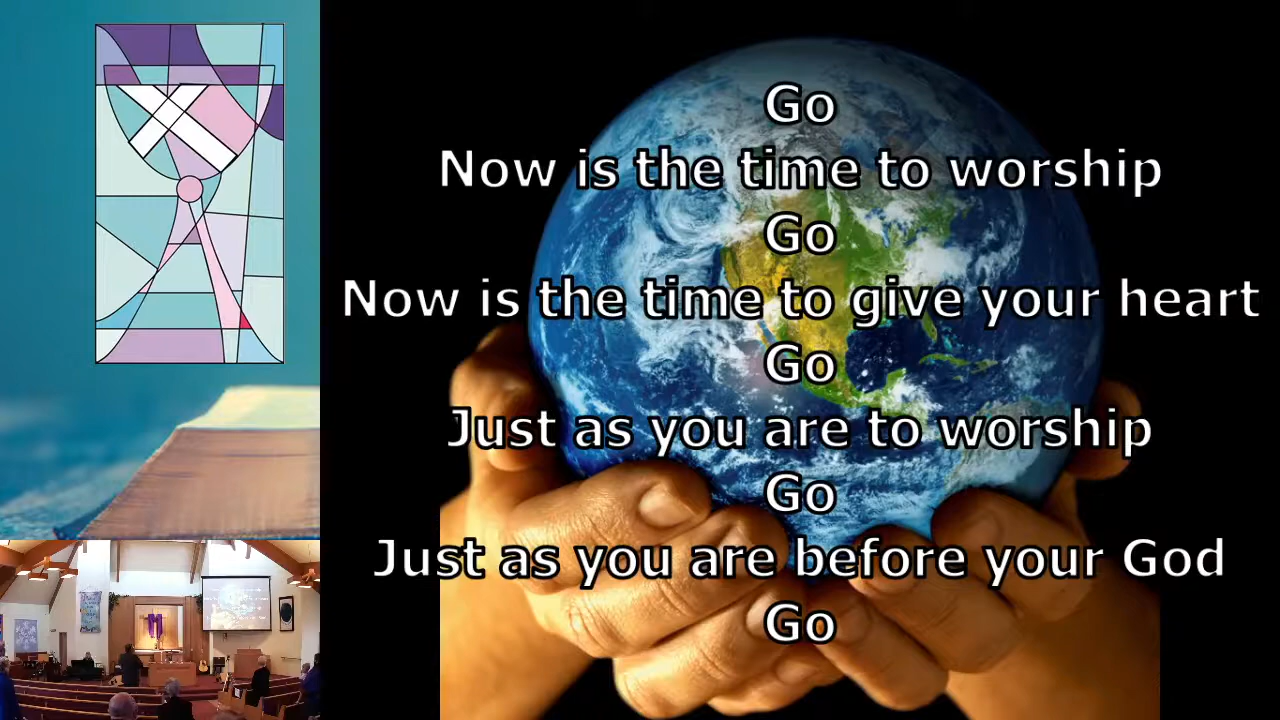 Go
Now is the time to worship
Go
Now is the time to give your heart
Go
Just as you are to worship
Go
Just as you are before your God
Go